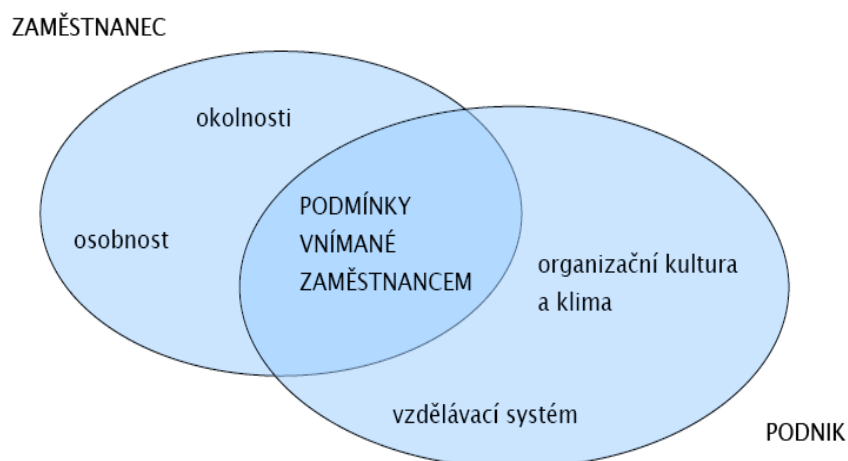 ZAMĚSTNANEC
okolnosti
osobnost
PODMÍNKY
VNÍMANÉ
ZAMĚSTNANCEM
organizační kultura
a klima
vzdělávací systém
PODNIK